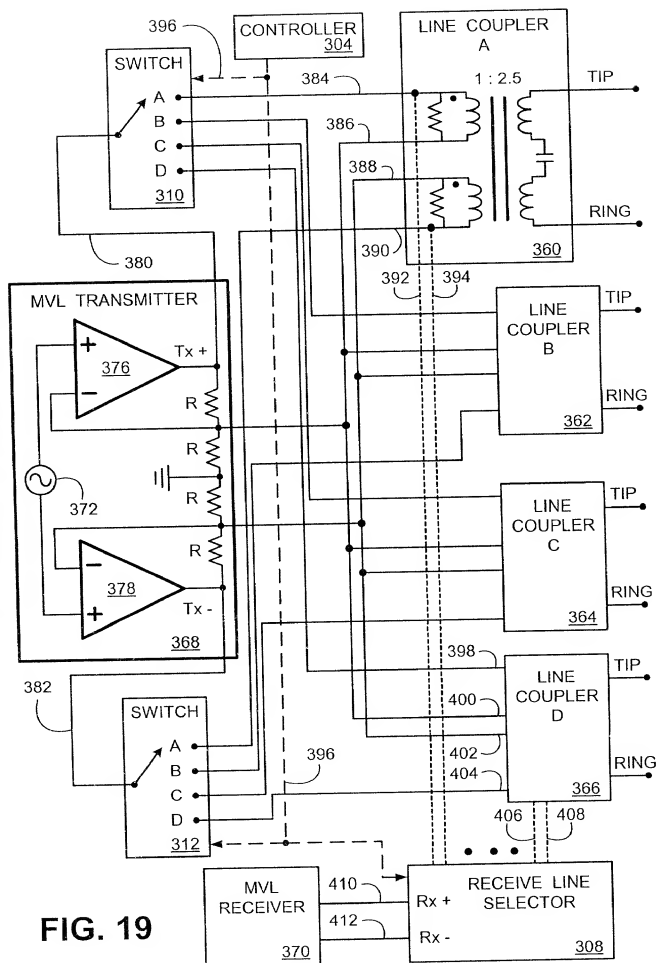 396
CONTROLLER
304
SWITCH
A
B
C
D
310
384
386
388
390
392
394
LINE COUPLER
A
1 : 2.5
TIP
RING
360
380
MVL TRANSMITTER
+
376
−
Tx +
R
R
R
R
372
−
378
+
Tx -
368
LINE
COUPLER
B
362
TIP
RING
LINE
COUPLER
C
364
TIP
RING
398
400
402
404
LINE
COUPLER
D
366
TIP
RING
406
408
382
SWITCH
A
B
C
D
312
396
MVL
RECEIVER
370
410
412
Rx +
Rx -
RECEIVE LINE
SELECTOR
308
FIG. 19